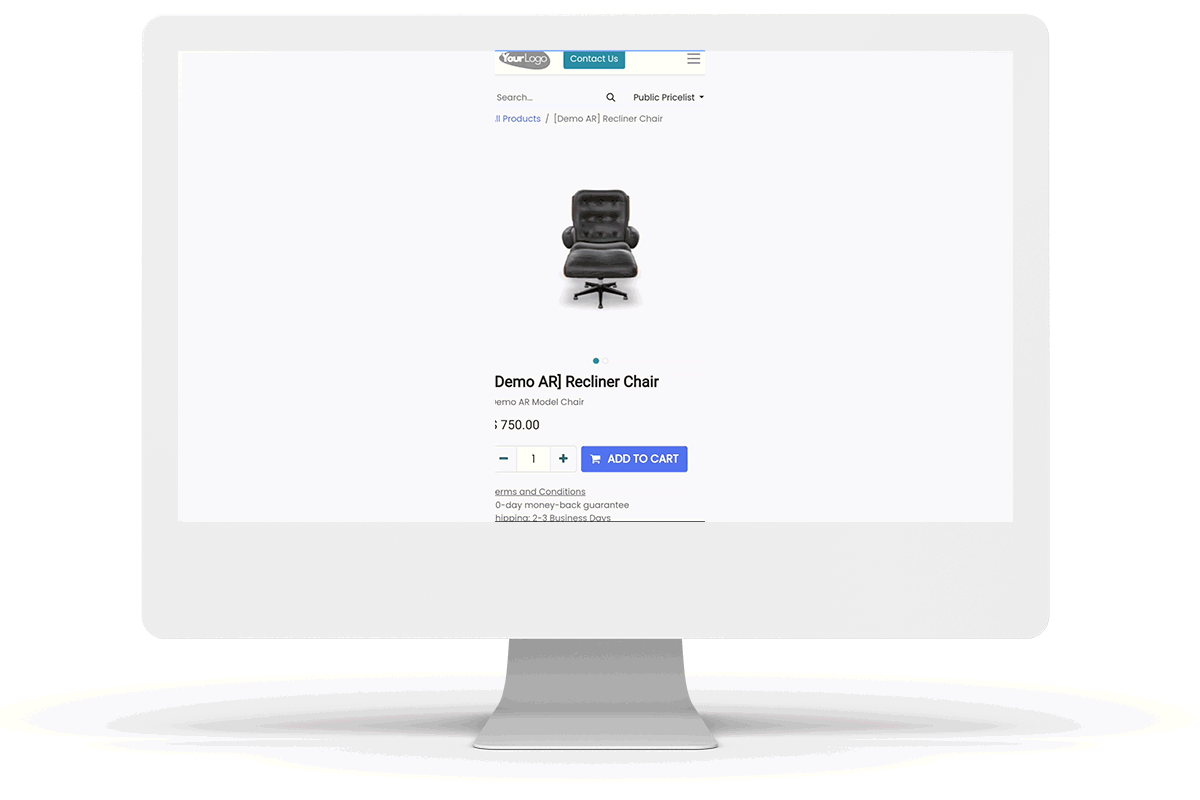 YourLogo Contact Us
Search... Public Pricelist
ll Products / [Demo AR] Recliner Chair
Demo AR] Recliner Chair
emo AR Model Chair
$ 750.00
− 1 + ADD TO CART
erms and Conditions
0-day money-back guarantee
hipping: 2-3 Business Days